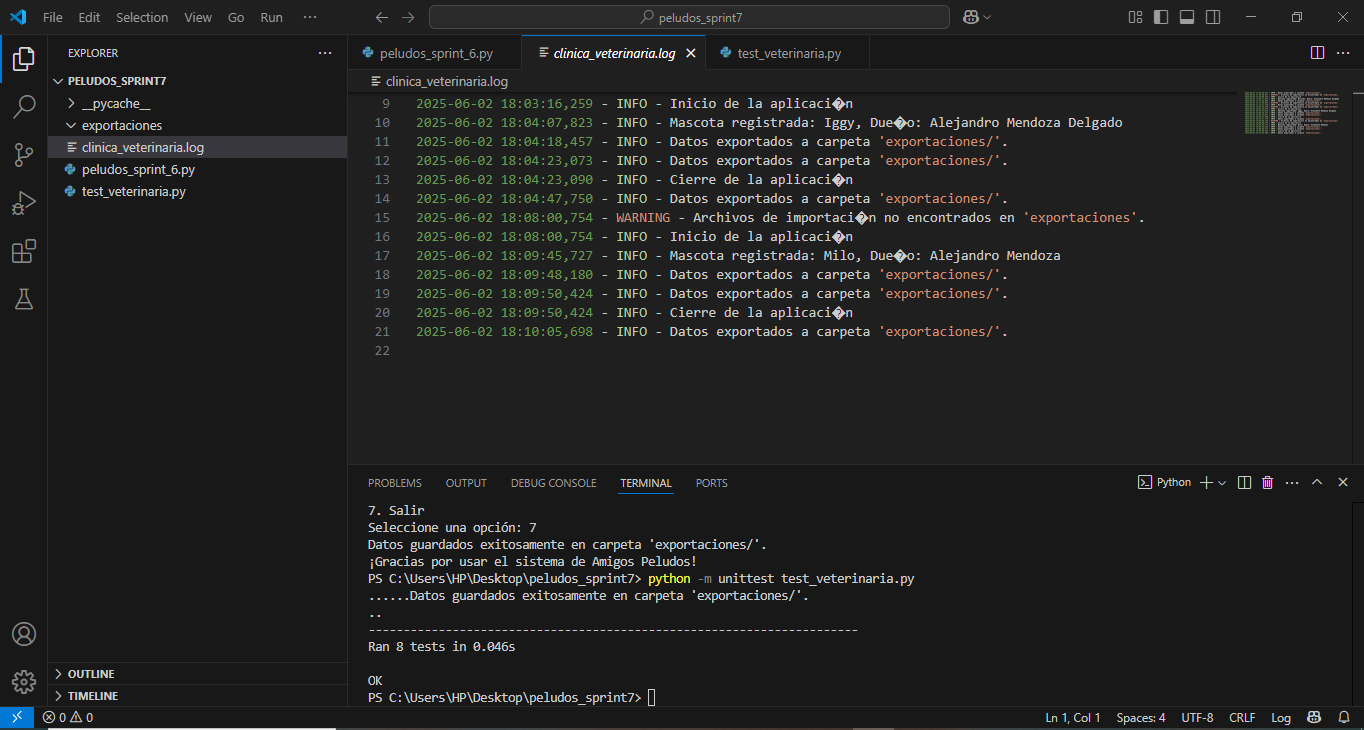 File Edit Selection View Go Run ··· peludos_sprint7
EXPLORER ···
PELUDOS_SPRINT7
__pycache__
exportaciones
clinica_veterinaria.log
peludos_sprint_6.py
test_veterinaria.py
OUTLINE
TIMELINE
peludos_sprint_6.py clinica_veterinaria.log test_veterinaria.py
clinica_veterinaria.log
9 2025-06-02 18:03:16,259 - INFO - Inicio de la aplicaci�n
10 2025-06-02 18:04:07,823 - INFO - Mascota registrada: Iggy, Due�o: Alejandro Mendoza Delgado
11 2025-06-02 18:04:18,457 - INFO - Datos exportados a carpeta 'exportaciones/'.
12 2025-06-02 18:04:23,073 - INFO - Datos exportados a carpeta 'exportaciones/'.
13 2025-06-02 18:04:23,090 - INFO - Cierre de la aplicaci�n
14 2025-06-02 18:04:47,750 - INFO - Datos exportados a carpeta 'exportaciones/'.
15 2025-06-02 18:08:00,754 - WARNING - Archivos de importaci�n no encontrados en 'exportaciones'.
16 2025-06-02 18:08:00,754 - INFO - Inicio de la aplicaci�n
17 2025-06-02 18:09:45,727 - INFO - Mascota registrada: Milo, Due�o: Alejandro Mendoza
18 2025-06-02 18:09:48,180 - INFO - Datos exportados a carpeta 'exportaciones/'.
19 2025-06-02 18:09:50,424 - INFO - Datos exportados a carpeta 'exportaciones/'.
20 2025-06-02 18:09:50,424 - INFO - Cierre de la aplicaci�n
21 2025-06-02 18:10:05,698 - INFO - Datos exportados a carpeta 'exportaciones/'.
22
PROBLEMS OUTPUT DEBUG CONSOLE TERMINAL PORTS Python
7. Salir
Seleccione una opción: 7
Datos guardados exitosamente en carpeta 'exportaciones/'.
¡Gracias por usar el sistema de Amigos Peludos!
PS C:\Users\HP\Desktop\peludos_sprint7> python -m unittest test_veterinaria.py
......Datos guardados exitosamente en carpeta 'exportaciones/'.
..
----------------------------------------------------------------------
Ran 8 tests in 0.046s
OK
PS C:\Users\HP\Desktop\peludos_sprint7>
0 0 Ln 1, Col 1 Spaces: 4 UTF-8 CRLF Log